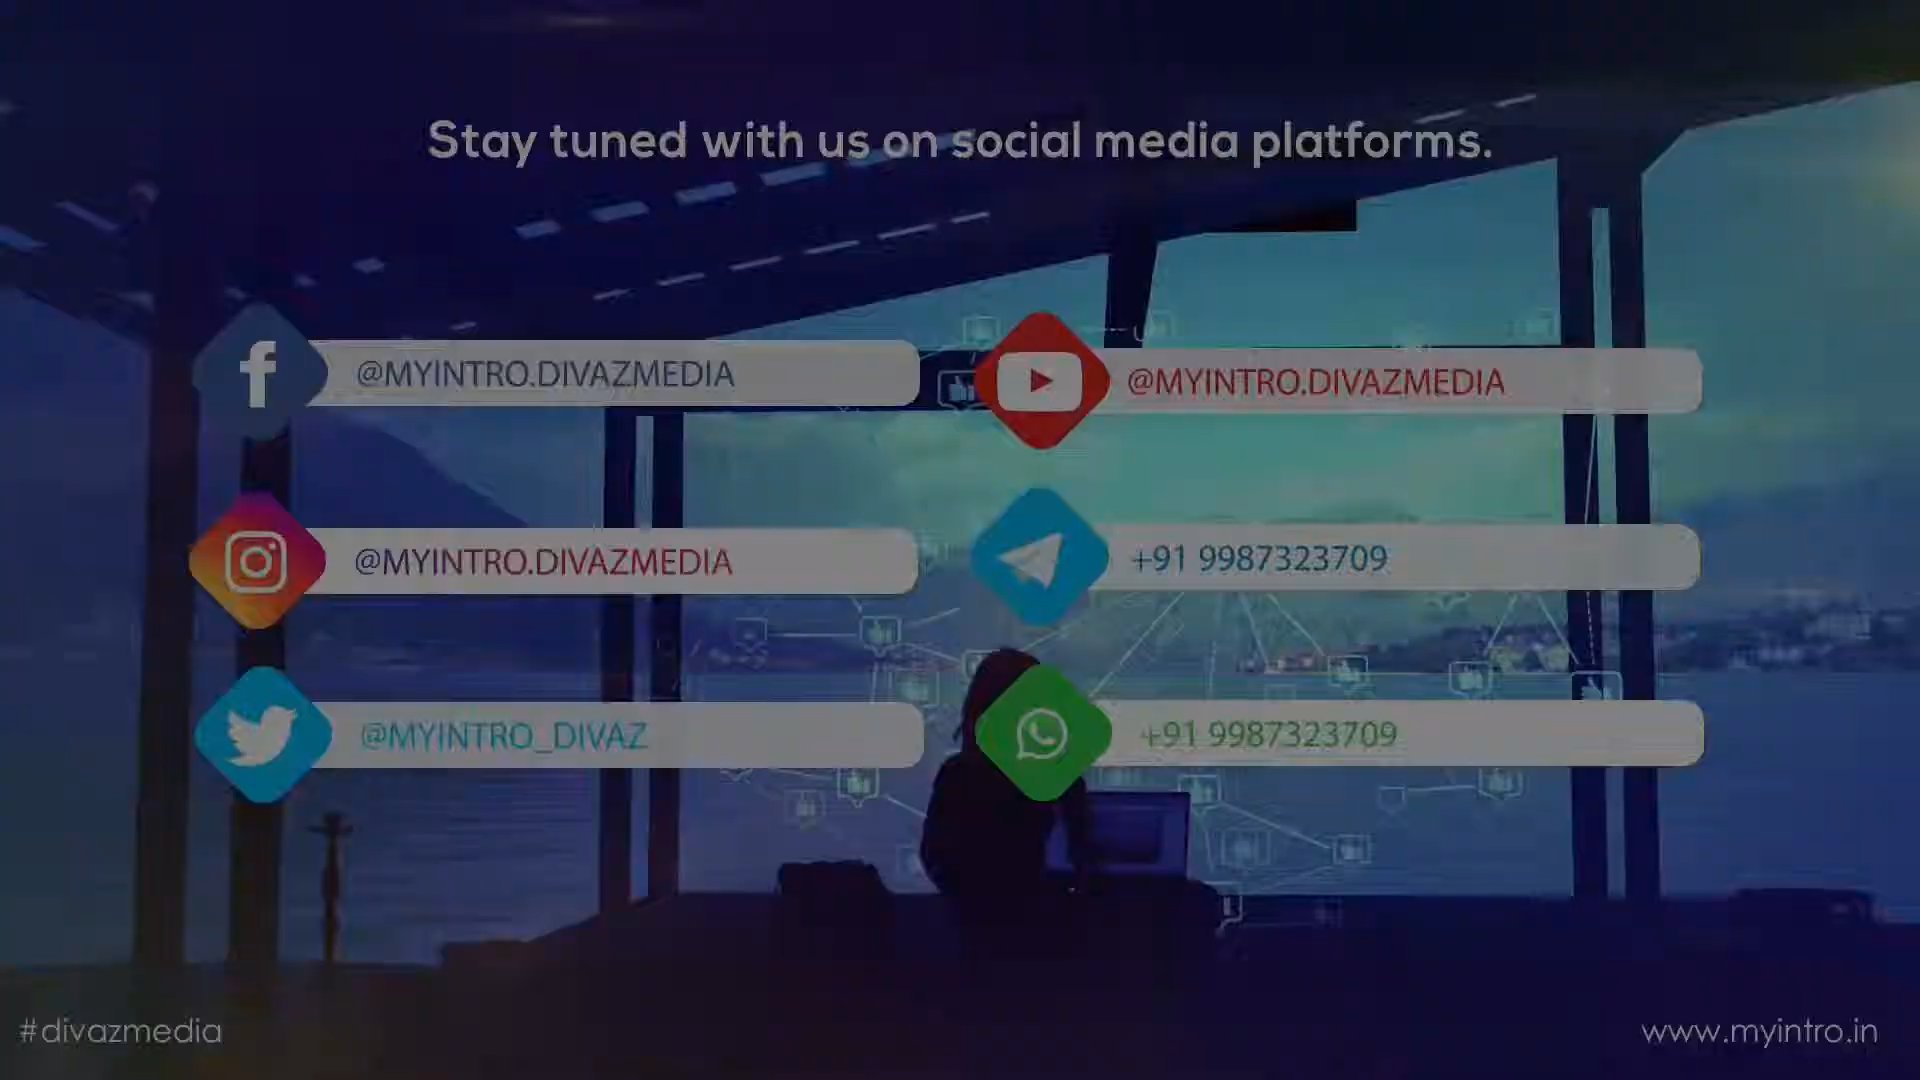 Stay tuned with us on social media platforms.
@MYINTRO.DIVAZMEDIA
@MYINTRO.DIVAZMEDIA
@MYINTRO.DIVAZMEDIA
+91 9987323709
@MYINTRO_DIVAZ
+91 9987323709
#divazmedia
www.myintro.in